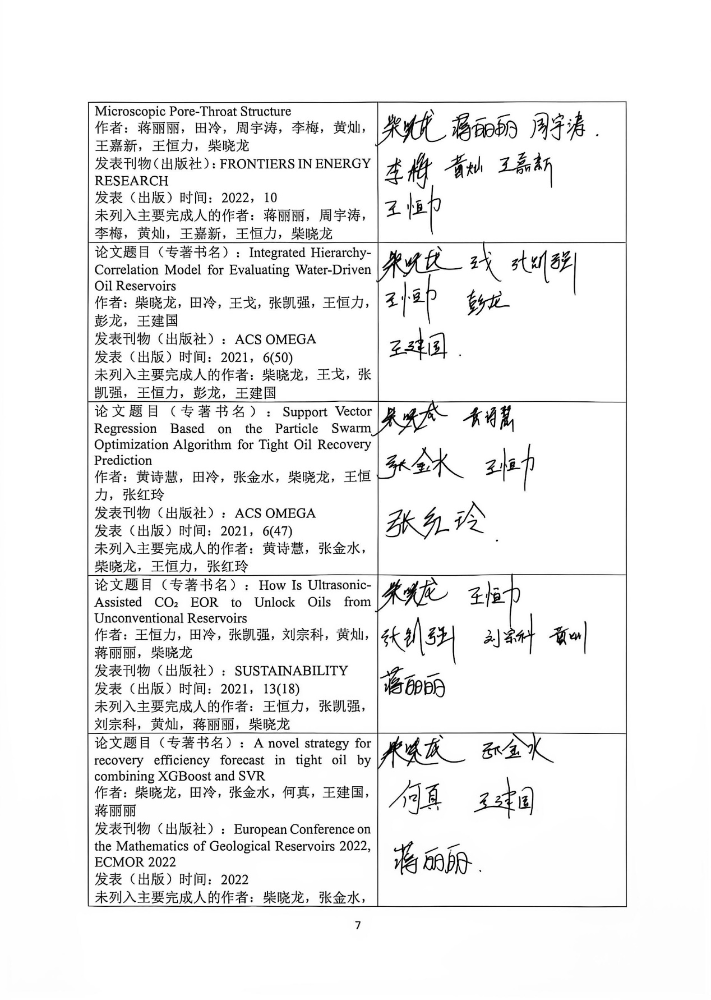 Microscopic Pore-Throat Structure
作者：蒋丽丽，田冷，周宇涛，李梅，黄灿，
王嘉新，王恒力，柴晓龙
发表刊物（出版社）：FRONTIERS IN ENERGY
RESEARCH
发表（出版）时间：2022，10
未列入主要完成人的作者：蒋丽丽，周宇涛，
李梅，黄灿，王嘉新，王恒力，柴晓龙
柴晓龙 蒋丽丽 周宇涛.
李梅 黄灿 王嘉新
王恒力
论文题目（专著书名）：Integrated Hierarchy-
Correlation Model for Evaluating Water-Driven
Oil Reservoirs
作者：柴晓龙，田冷，王戈，张凯强，王恒力，
彭龙，王建国
发表刊物（出版社）：ACS OMEGA
发表（出版）时间：2021，6(50)
未列入主要完成人的作者：柴晓龙，王戈，张
凯强，王恒力，彭龙，王建国
柴晓龙 王戈 张凯强
王恒力 彭龙
王建国.
论文题目（专著书名）：Support Vector
Regression Based on the Particle Swarm
Optimization Algorithm for Tight Oil Recovery
Prediction
作者：黄诗慧，田冷，张金水，柴晓龙，王恒
力，张红玲
发表刊物（出版社）：ACS OMEGA
发表（出版）时间：2021，6(47)
未列入主要完成人的作者：黄诗慧，张金水，
柴晓龙，王恒力，张红玲
柴晓龙 黄诗慧
张金水 王恒力
张红玲.
论文题目（专著书名）：How Is Ultrasonic-
Assisted CO₂ EOR to Unlock Oils from
Unconventional Reservoirs
作者：王恒力，田冷，张凯强，刘宗科，黄灿，
蒋丽丽，柴晓龙
发表刊物（出版社）：SUSTAINABILITY
发表（出版）时间：2021，13(18)
未列入主要完成人的作者：王恒力，张凯强，
刘宗科，黄灿，蒋丽丽，柴晓龙
柴晓龙 王恒力
张凯强 刘宗科 黄灿
蒋丽丽
论文题目（专著书名）：A novel strategy for
recovery efficiency forecast in tight oil by
combining XGBoost and SVR
作者：柴晓龙，田冷，张金水，何真，王建国，
蒋丽丽
发表刊物（出版社）：European Conference on
the Mathematics of Geological Reservoirs 2022,
ECMOR 2022
发表（出版）时间：2022
未列入主要完成人的作者：柴晓龙，张金水，
柴晓龙 张金水
何真 王建国
蒋丽丽.
7